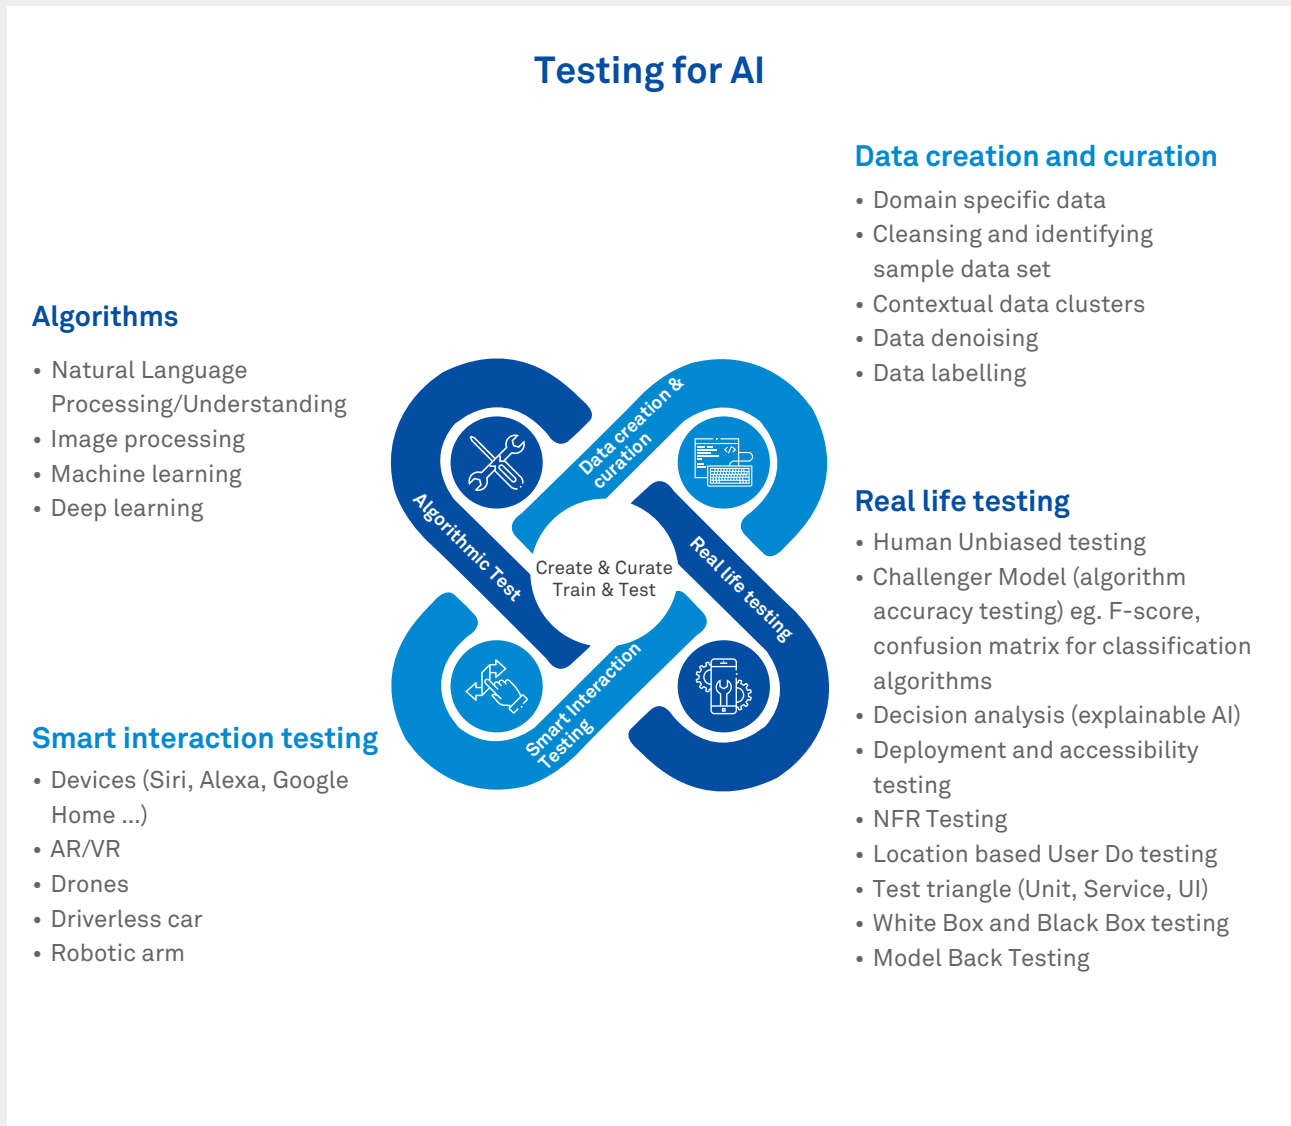 Testing for AI
Data creation and curation
• Domain specific data
• Cleansing and identifying
sample data set
• Contextual data clusters
• Data denoising
• Data labelling
Algorithms
• Natural Language
Processing/Understanding
• Image processing
• Machine learning
• Deep learning
Data creation &
curation
Algorithmic Test
Create & Curate
Train & Test
Real life testing
Smart Interaction
Testing
Real life testing
• Human Unbiased testing
• Challenger Model (algorithm
accuracy testing) eg. F-score,
confusion matrix for classification
algorithms
• Decision analysis (explainable AI)
• Deployment and accessibility
testing
• NFR Testing
• Location based User Do testing
• Test triangle (Unit, Service, UI)
• White Box and Black Box testing
• Model Back Testing
Smart interaction testing
• Devices (Siri, Alexa, Google
Home ...)
• AR/VR
• Drones
• Driverless car
• Robotic arm